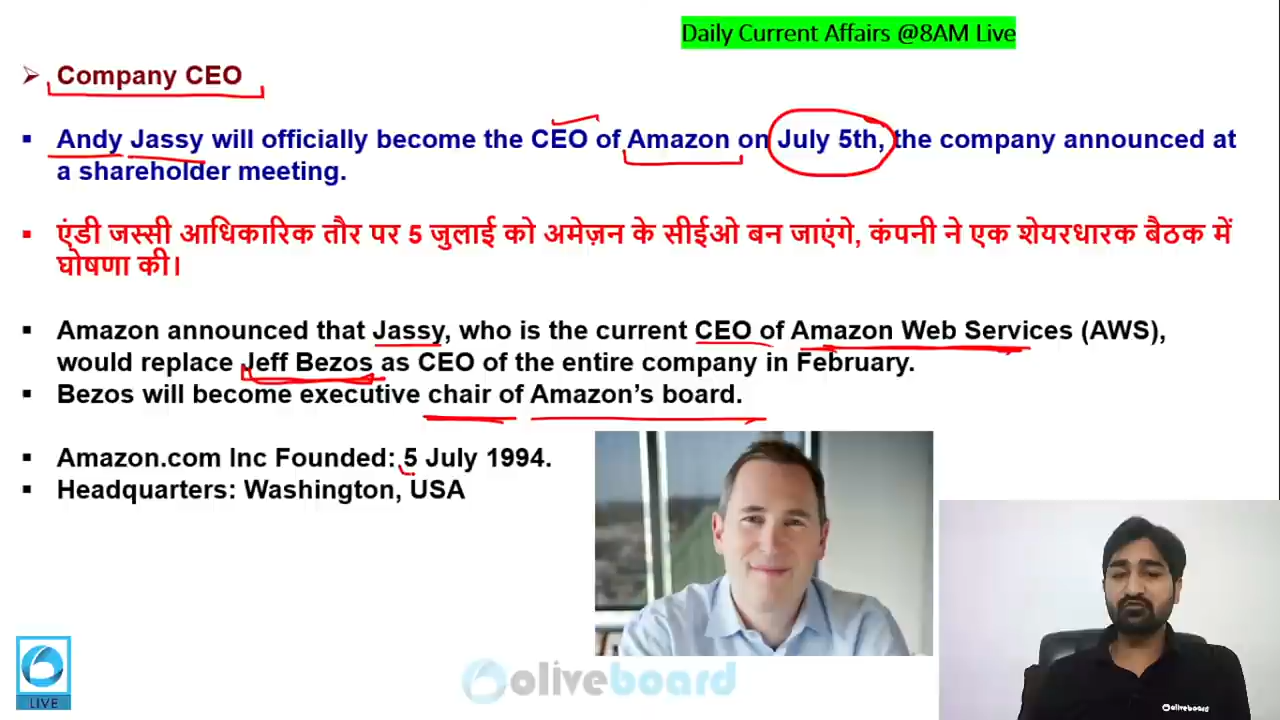 Daily Current Affairs @8AM Live
Company CEO
Andy Jassy will officially become the CEO of Amazon on July 5th, the company announced at
a shareholder meeting.
एंडी जस्सी आधिकारिक तौर पर 5 जुलाई को अमेज़न के सीईओ बन जाएंगे, कंपनी ने एक शेयरधारक बैठक में
घोषणा की।
Amazon announced that Jassy, who is the current CEO of Amazon Web Services (AWS),
would replace Jeff Bezos as CEO of the entire company in February.
Bezos will become executive chair of Amazon’s board.
Amazon.com Inc Founded: 5 July 1994.
Headquarters: Washington, USA
LIVE
oliveboard
oliveboard